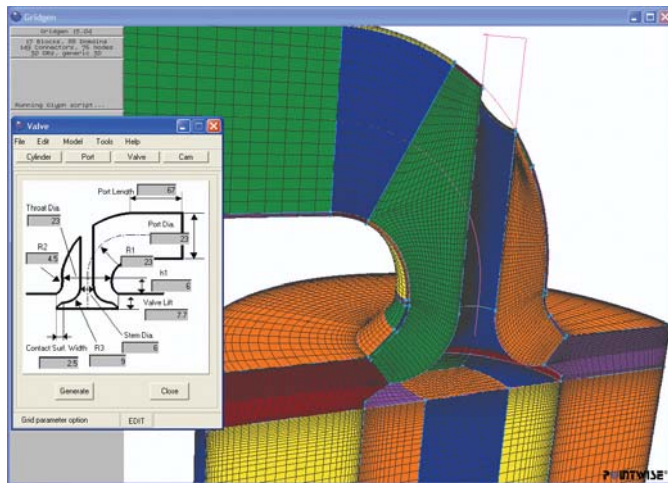 Gridgen
Gridgen 15.04
Running Glyph script...
Valve
File Edit Model Tools Help
Cylinder Port Valve Cam
Port Length 67
Throat Dia.
23
Port Dia.
23
R2
4.5
R1
23
h1
6
Valve Lift
7.7
Stem Dia.
6
Contact Surf. Width
2.5
R3
9
Generate Close
Grid parameter option EDIT
POINTWISE